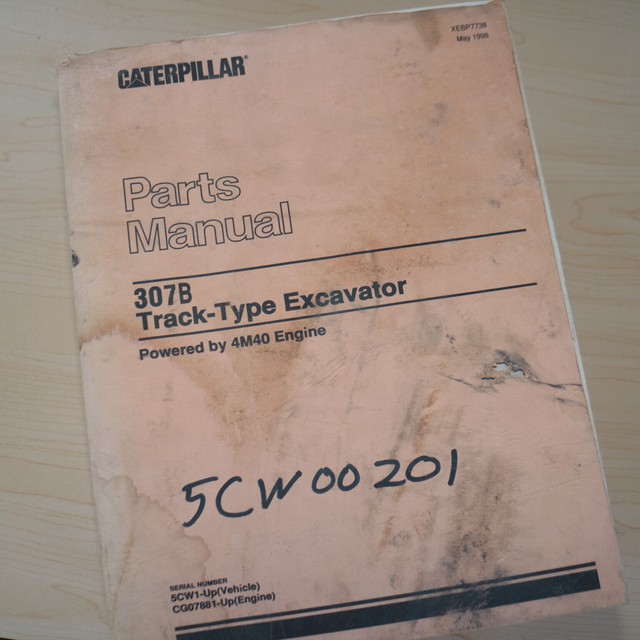 XEBP7738
May 1998
CATERPILLAR®
Parts
Manual
307B
Track-Type Excavator
Powered by 4M40 Engine
5CW00201
SERIAL NUMBER
5CW1-Up(Vehicle)
CG07881-Up(Engine)